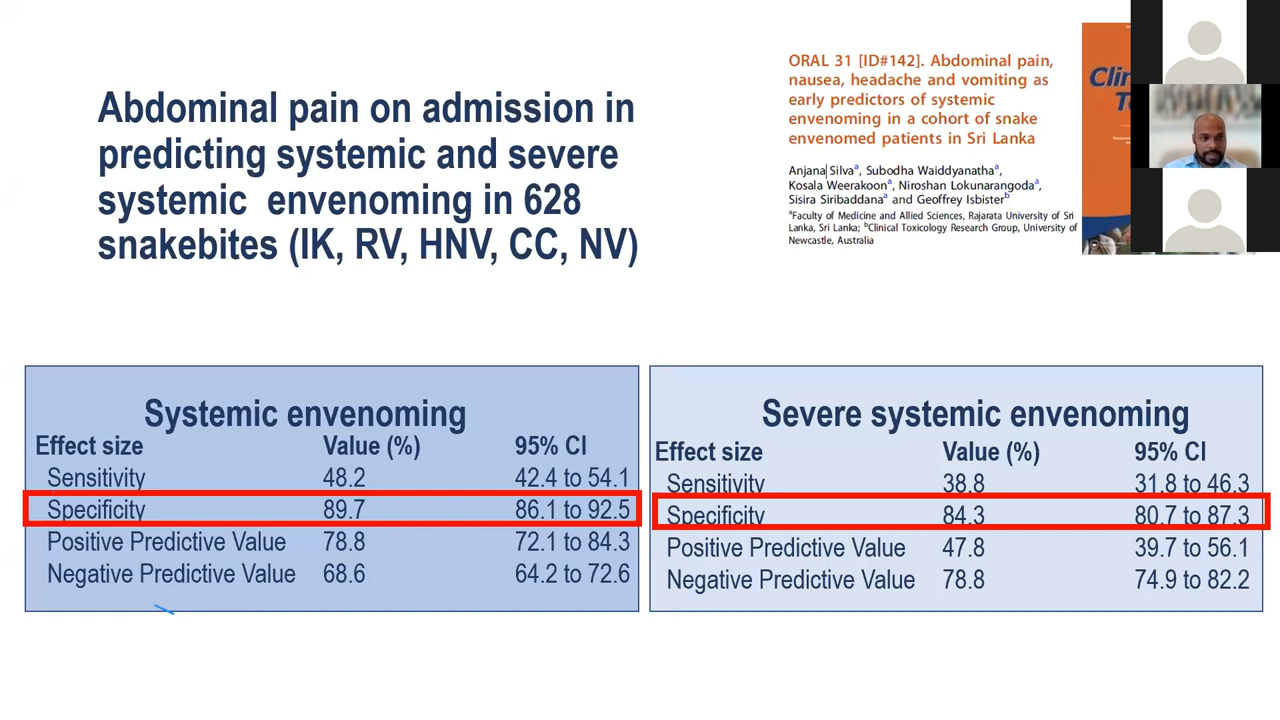 Abdominal pain on admission in
predicting systemic and severe
systemic envenoming in 628
snakebites (IK, RV, HNV, CC, NV)
ORAL 31 [ID#142]. Abdominal pain,
nausea, headache and vomiting as
early predictors of systemic
envenoming in a cohort of snake
envenomed patients in Sri Lanka
Anjana Silvaᵃ, Subodha Waiddyanathaᵃ,
Kosala Weerakoonᵃ, Niroshan Lokunarangodaᵃ,
Sisira Siribaddanaᵃ and Geoffrey Isbisterᵇ
ᵃFaculty of Medicine and Allied Sciences, Rajarata University of Sri
Lanka, Sri Lanka; ᵇClinical Toxicology Research Group, University of
Newcastle, Australia
Systemic envenoming
Effect size Value (%) 95% CI
Sensitivity 48.2 42.4 to 54.1
Specificity 89.7 86.1 to 92.5
Positive Predictive Value 78.8 72.1 to 84.3
Negative Predictive Value 68.6 64.2 to 72.6
Severe systemic envenoming
Effect size Value (%) 95% CI
Sensitivity 38.8 31.8 to 46.3
Specificity 84.3 80.7 to 87.3
Positive Predictive Value 47.8 39.7 to 56.1
Negative Predictive Value 78.8 74.9 to 82.2